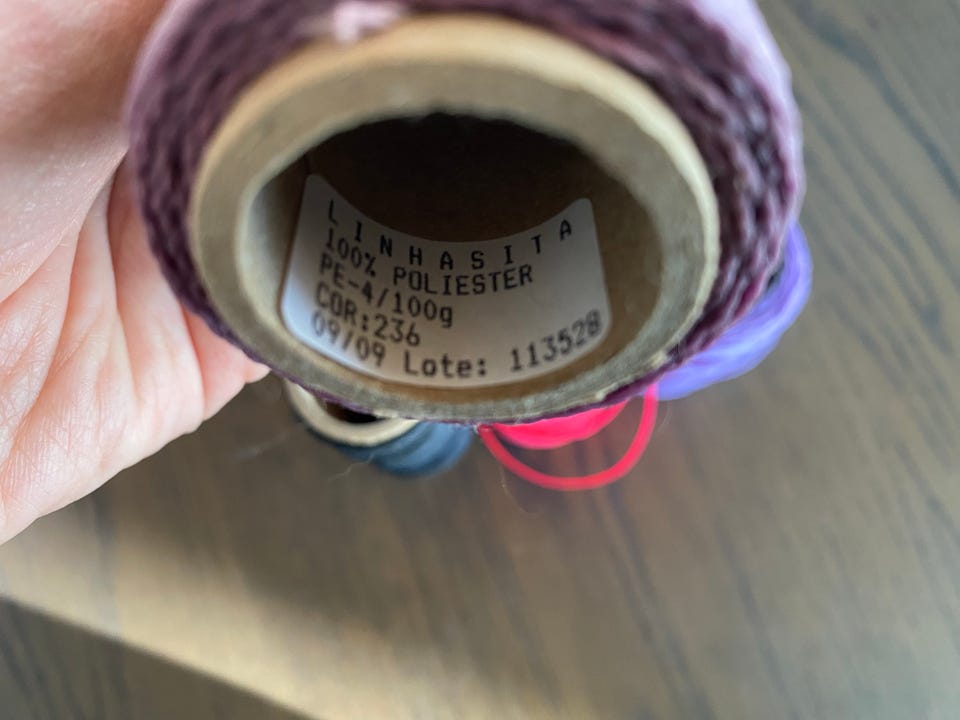 LINHASITA
100% POLIESTER
PE-4/100g
COR:236
09/09 Lote: 113528